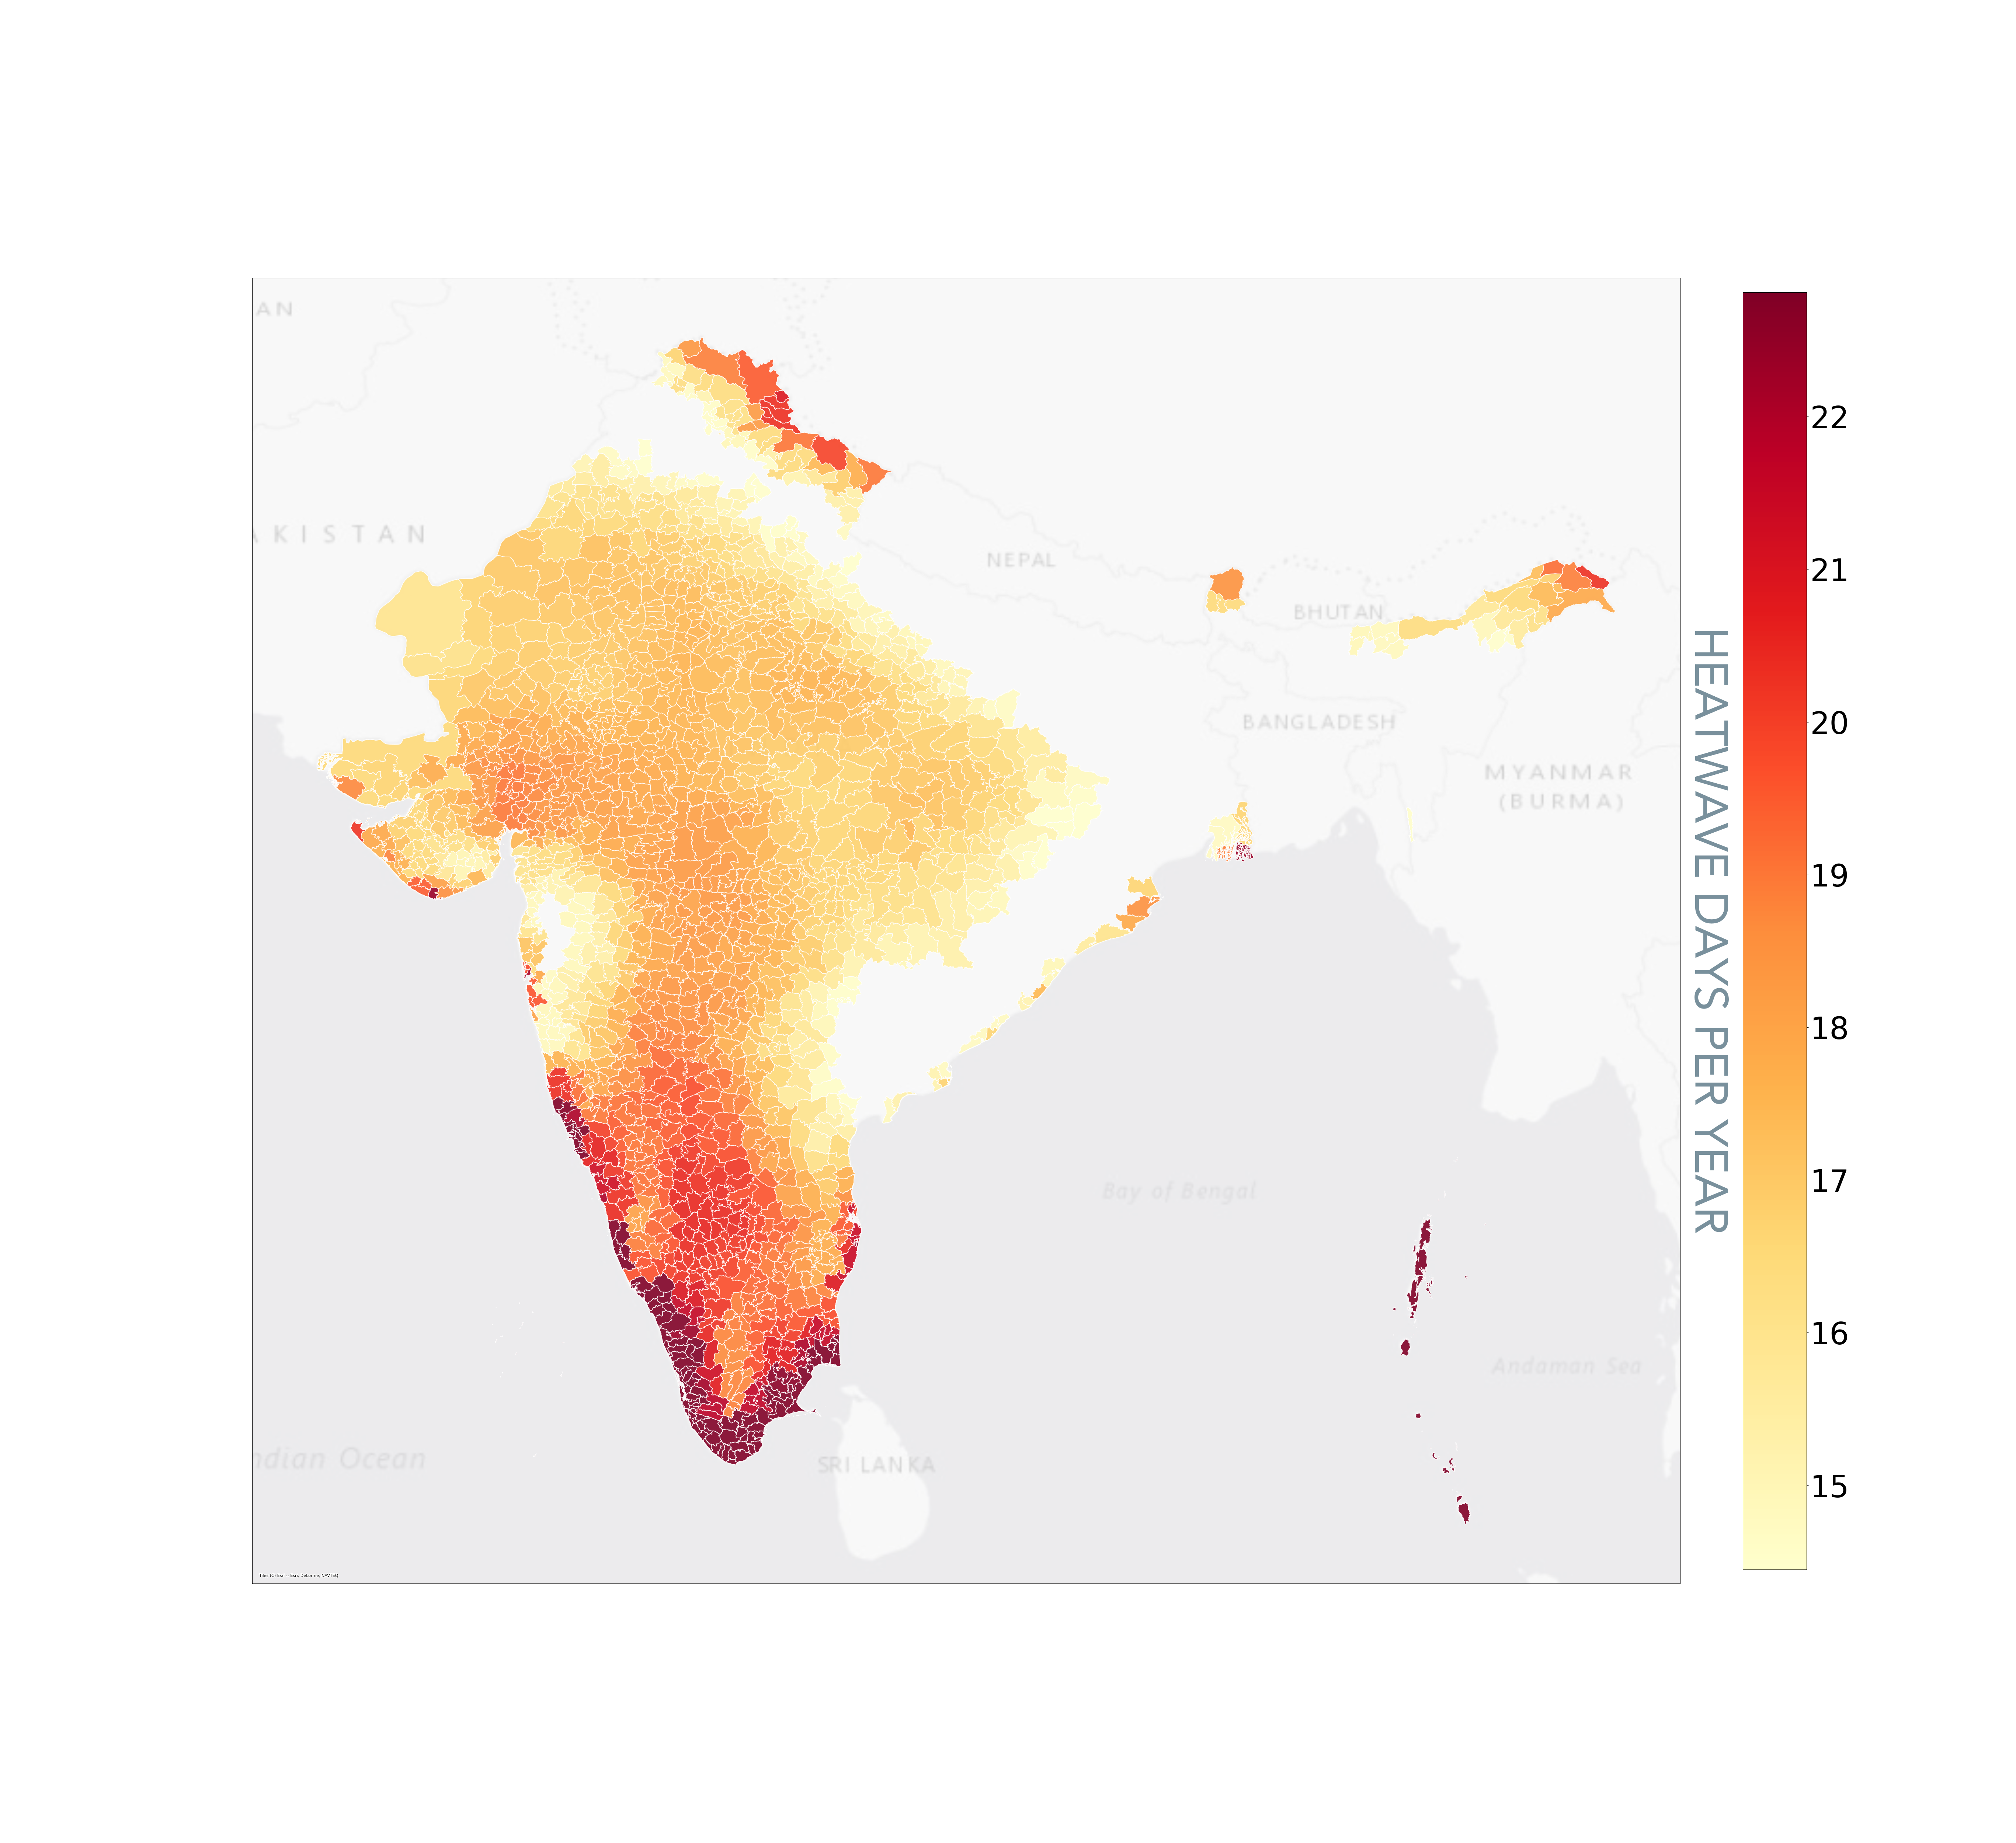 AN
AKISTAN
NEPAL
BHUTAN
BANGLADESH
MYANMAR
(BURMA)
Bay of Bengal
Andaman Sea
ndian Ocean
SRI LANKA
Tiles (C) Esri -- Esri, DeLorme, NAVTEQ
HEATWAVE DAYS PER YEAR
22
21
20
19
18
17
16
15